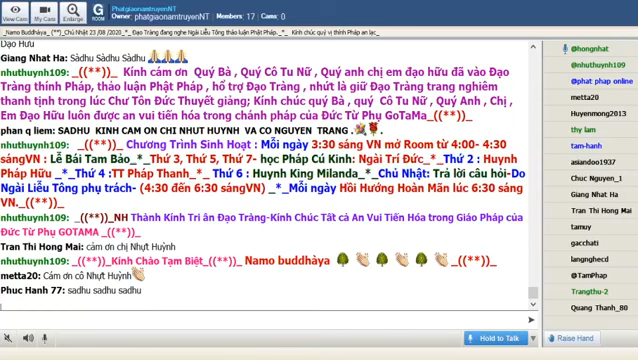 View Cam
My Cam
Enlarge
G
ROOM
Room: Phatgiaonamtruyen​NT
Owner: phatgiaonamtruyenNT
Members: 17 Cams: 0
_Namo Buddhàya_ (**)_Chủ Nhật 23 /08 /2020_*_ Đạo Tràng đang nghe Ngài Liễu Tông thảo luận Phật Pháp._*_ Kính chúc quý vị thính Pháp an lạc_
Đạo Hữu
Giang Nhat Ha: Sàdhu Sàdhu Sàdhu
nhuthuynh109: _((**))_ Kính cám ơn Quý Bà , Quý Cô Tu Nữ , Quý anh chị em đạo hữu đã vào Đạo
Tràng thính Pháp, thảo luận Phật Pháp , hổ trợ Đạo Tràng , nhứt là giữ Đạo Tràng trang nghiêm
thanh tịnh trong lúc Chư Tôn Đức Thuyết giảng; Kính chúc quý Bà , quý Cô Tu Nữ , Quý Anh , Chị ,
Em Đạo Hữu luôn được an vui tiến hóa trong chánh pháp của Đức Từ Phụ GoTaMa_((**))_
phan q liem: SADHU KINH CAM ON CHI NHUT HUYNH VA CO NGUYEN TRANG .
nhuthuynh109: _((**))_ Chương Trình Sinh Hoạt : Mỗi ngày 3:30 sáng VN mở Room từ 4:00- 4:30
sángVN : Lễ Bái Tam Bảo_*_ Thứ 3, Thứ 5, Thứ 7- học Pháp Cú Kinh: Ngài Trí Đức_*_ Thứ 2 : Huynh
Pháp Hữu _*_ Thứ 4 :TT Pháp Thanh_*_ Thứ 6 : Huynh King Milanda_*_Chủ Nhật: Trả lời câu hỏi-Do
Ngài Liễu Tông phụ trách- (4:30 đến 6:30 sángVN) _*_Mỗi ngày Hồi Hướng Hoàn Mãn lúc 6:30 sáng
VN._((**))_
nhuthuynh109: _((**))_NH Thành Kính Tri ân Đạo Tràng-Kính Chúc Tất cả An Vui Tiến Hóa trong Giáo Pháp của
Đức Từ Phụ GOTAMA _((**))_
Tran Thi Hong Mai: cám ơn chị Nhựt Huỳnh
nhuthuynh109: _((**))_Kính Chào Tạm Biệt_((**))_ Namo buddhàya _((**))_
metta20: Cám ơn cô Nhựt Huỳnh
Phuc Hanh 77: sadhu sadhu sadhu
Hold to Talk
@hongnhat
@nhuthuynh109
@phat phap online
metta20
Huyenmong2013
thy lam
tam-hanh
asiandoo1937
Chuc Nguyen_1
Giang Nhat Ha
Tran Thi Hong Mai
tamuy
gacchati
langnghecd
@TamPhap
Trangthu-2
Quang Thanh_80
Raise Hand